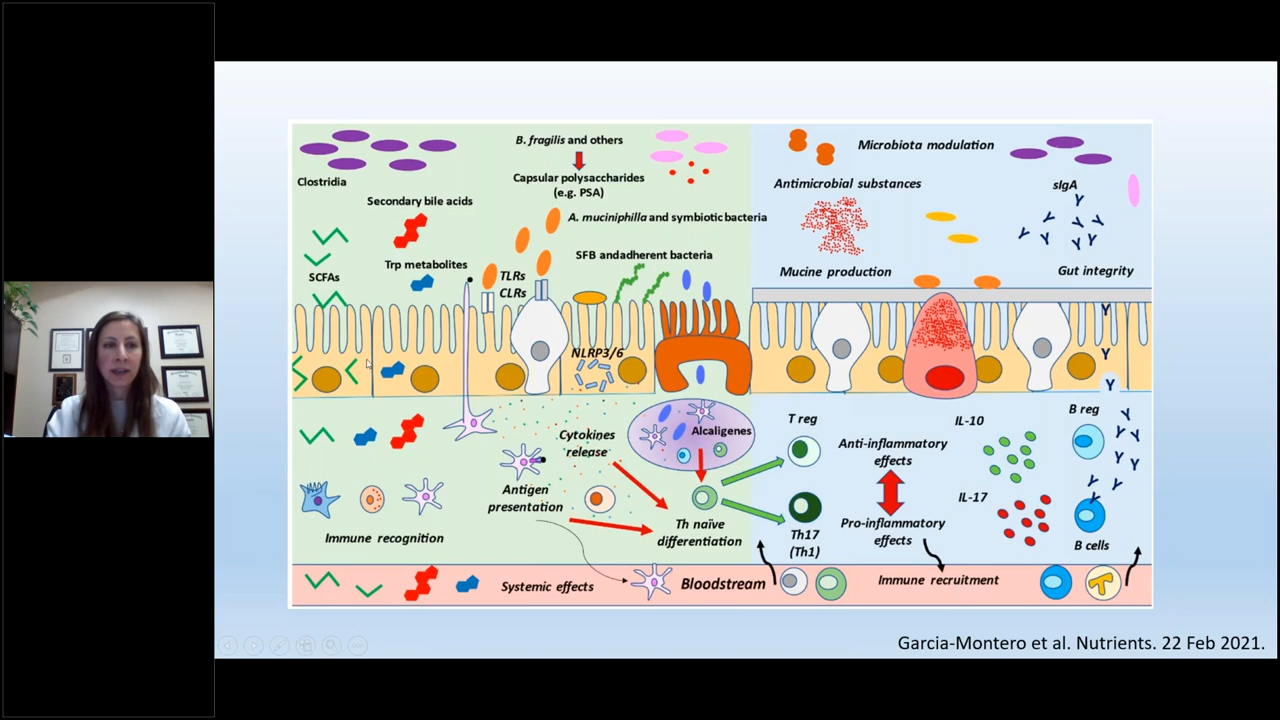 B. fragilis and others
Capsular polysaccharides
(e.g. PSA)
Clostridia
Secondary bile acids
A. muciniphilla and symbiotic bacteria
Trp metabolites
SCFAs
TLRs
CLRs
SFB andadherent bacteria
NLRP3/6
Microbiota modulation
Antimicrobial substances
sIgA
Mucine production
Gut integrity
Cytokines
release
Alcaligenes
Antigen
presentation
Immune recognition
Th naïve
differentiation
T reg
Th17
(Th1)
Anti-inflammatory
effects
Pro-inflammatory
effects
IL-10
IL-17
B reg
B cells
Systemic effects
Bloodstream
Immune recruitment
Garcia-Montero et al. Nutrients. 22 Feb 2021.